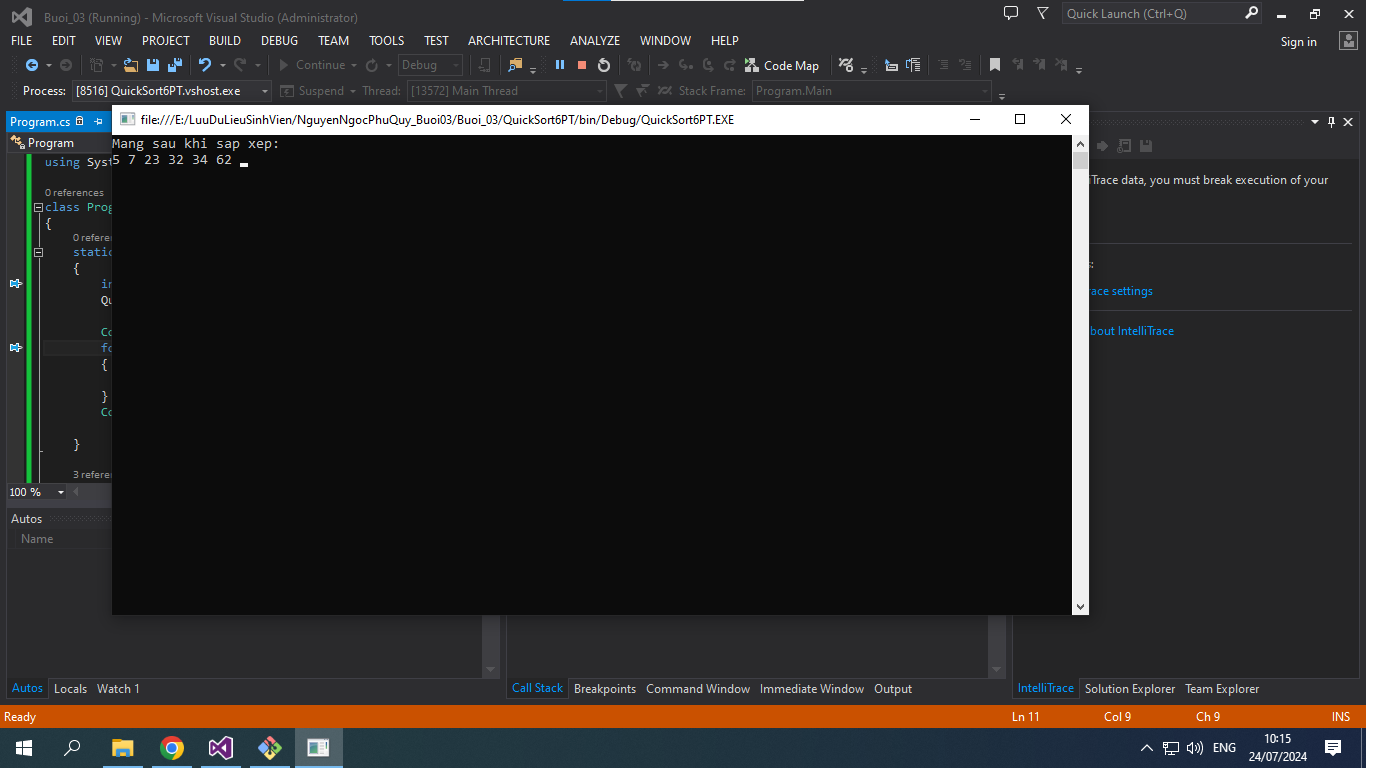 Buoi_03 (Running) - Microsoft Visual Studio (Administrator)
Quick Launch (Ctrl+Q)
FILE EDIT VIEW PROJECT BUILD DEBUG TEAM TOOLS TEST ARCHITECTURE ANALYZE WINDOW HELP
Sign in
Continue
Debug
Code Map
Process: [8516] QuickSort6PT.vshost.exe
Suspend
Thread: [13572] Main Thread
Stack Frame: Program.Main
Program.cs
file:///E:/LuuDuLieuSinhVien/NguyenNgocPhuQuy_Buoi03/Buoi_03/QuickSort6PT/bin/Debug/QuickSort6PT.EXE
Program
Mang sau khi sap xep:
5 7 23 32 34 62
using Syst
liTrace data, you must break execution of your
0 references
class Prog
{
0 referen
static
{
in
s:
Qu
race settings
Co
bout IntelliTrace
fo
{
}
Co
}
3 referen
100 %
Autos
Name
Autos Locals Watch 1
Call Stack Breakpoints Command Window Immediate Window Output
IntelliTrace Solution Explorer Team Explorer
Ready
Ln 11
Col 9
Ch 9
INS
ENG
10:15
24/07/2024